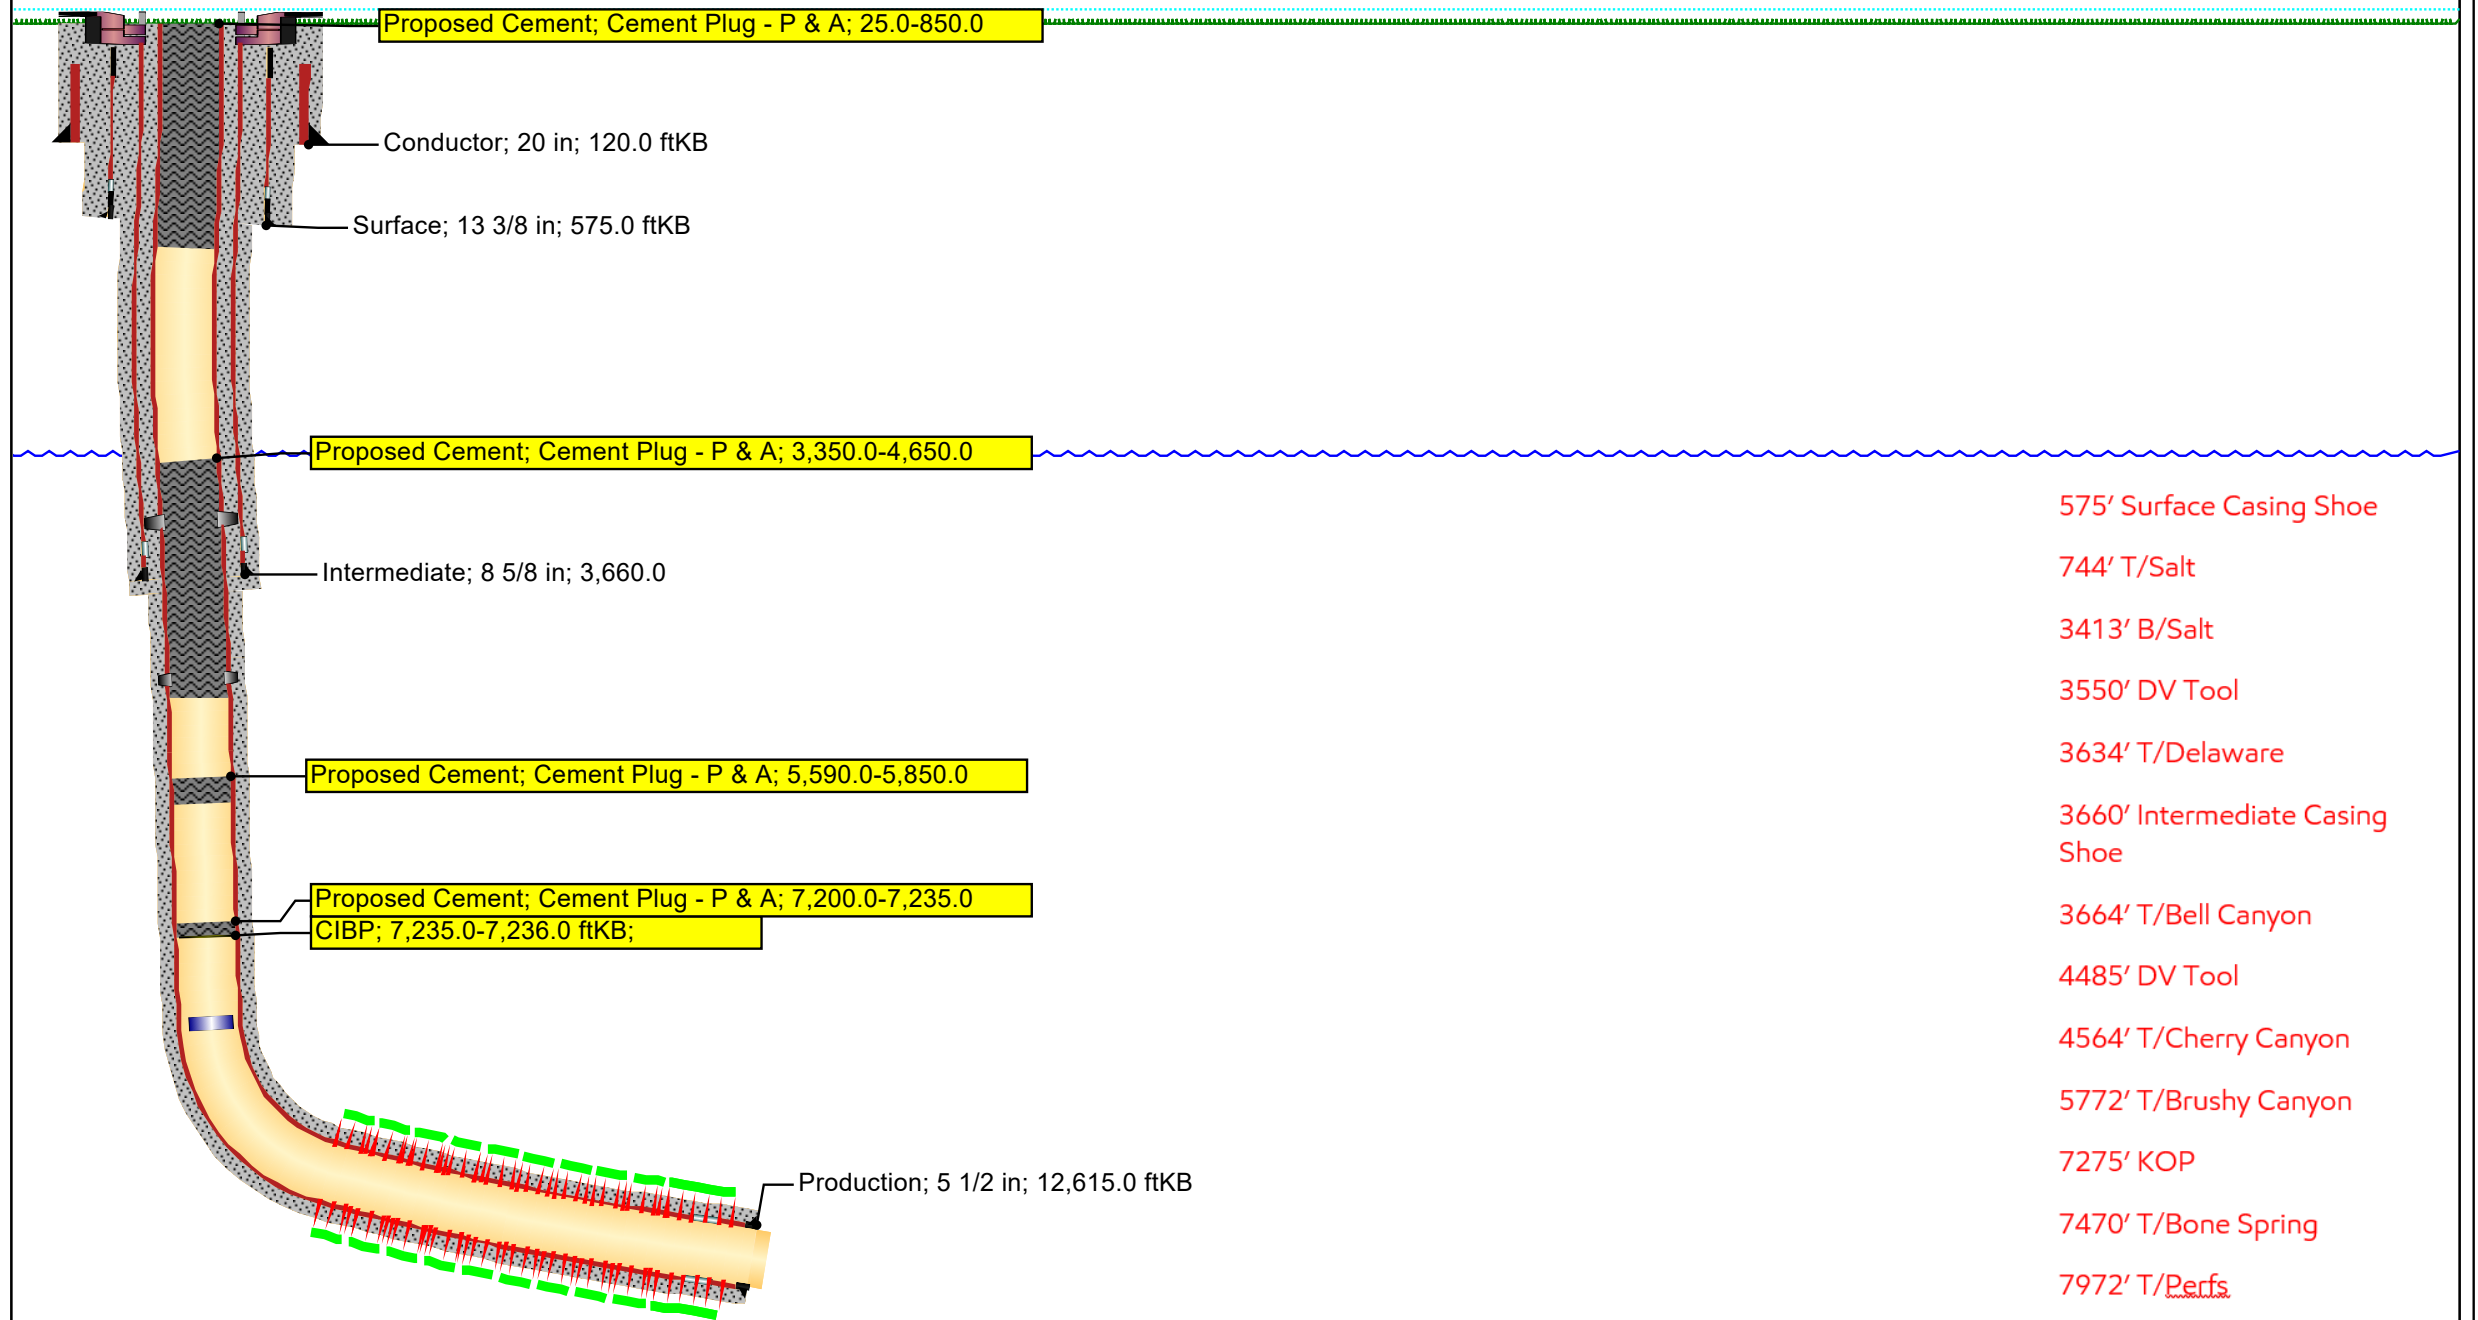 Proposed Cement; Cement Plug - P & A; 25.0-850.0
Conductor; 20 in; 120.0 ftKB
Surface; 13 3/8 in; 575.0 ftKB
Proposed Cement; Cement Plug - P & A; 3,350.0-4,650.0
Intermediate; 8 5/8 in; 3,660.0
Proposed Cement; Cement Plug - P & A; 5,590.0-5,850.0
Proposed Cement; Cement Plug - P & A; 7,200.0-7,235.0
CIBP; 7,235.0-7,236.0 ftKB;
Production; 5 1/2 in; 12,615.0 ftKB
575' Surface Casing Shoe
744' T/Salt
3413' B/Salt
3550' DV Tool
3634' T/Delaware
3660' Intermediate Casing
Shoe
3664' T/Bell Canyon
4485' DV Tool
4564' T/Cherry Canyon
5772' T/Brushy Canyon
7275' KOP
7470' T/Bone Spring
7972' T/Perfs